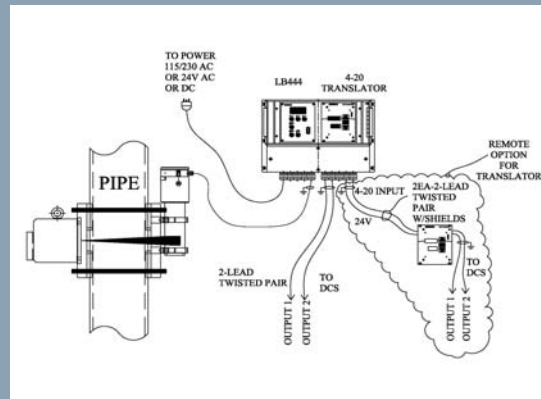 TO POWER
115/230 AC
OR 24V AC
OR DC
LB444
4-20
TRANSLATOR
REMOTE
OPTION
FOR
TRANSLATOR
PIPE
4-20 INPUT
24V
2EA-2-LEAD
TWISTED
PAIR
W/SHIELDS
2-LEAD
TWISTED PAIR
TO
DCS
OUTPUT 1
OUTPUT 2
TO
DCS
OUTPUT 1
OUTPUT 2